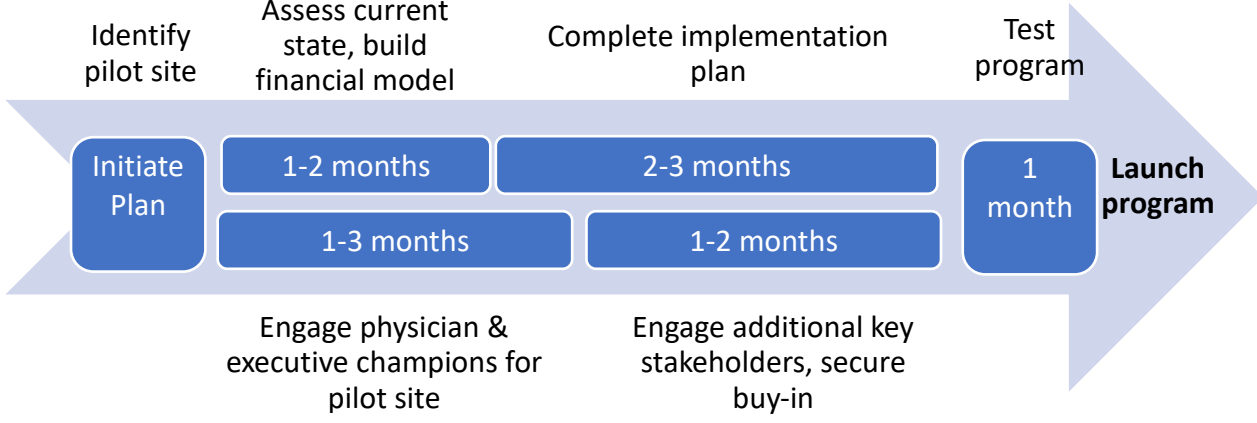 Identify
pilot site
Assess current
state, build
financial model
Complete implementation
plan
Test
program
Initiate
Plan
1-2 months
2-3 months
1-3 months
1-2 months
1
month
Launch
program
Engage physician &
executive champions for
pilot site
Engage additional key
stakeholders, secure
buy-in